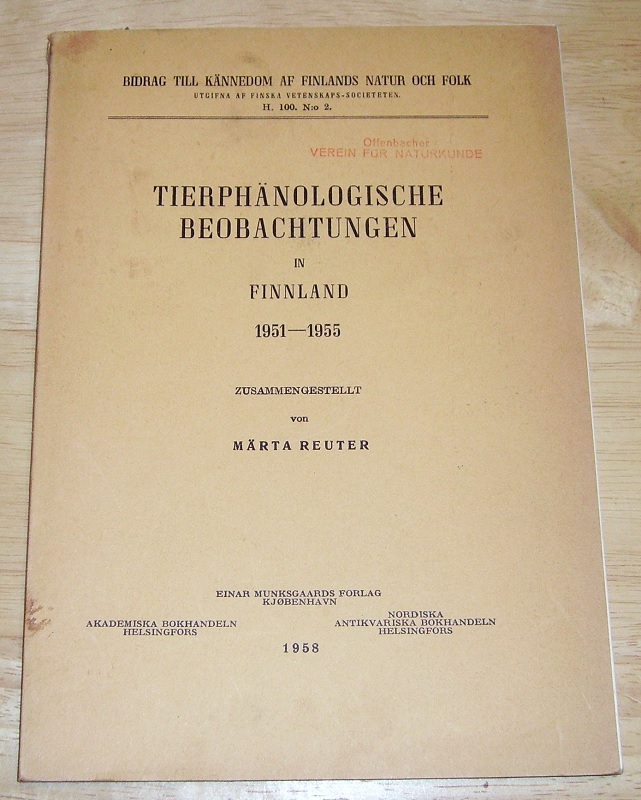 BIDRAG TILL KÄNNEDOM AF FINLANDS NATUR OCH FOLK
UTGIFNA AF FINSKA VETENSKAPS-SOCIETETEN.
H. 100. N:o 2.
Offenbacher
VEREIN FÜR NATURKUNDE
TIERPHÄNOLOGISCHE
BEOBACHTUNGEN
IN
FINNLAND
1951—1955
ZUSAMMENGESTELLT
von
MÄRTA REUTER
EINAR MUNKSGAARDS FORLAG
KJØBENHAVN
AKADEMISKA BOKHANDELN
HELSINGFORS
NORDISKA
ANTIKVARISKA BOKHANDELN
HELSINGFORS
1958